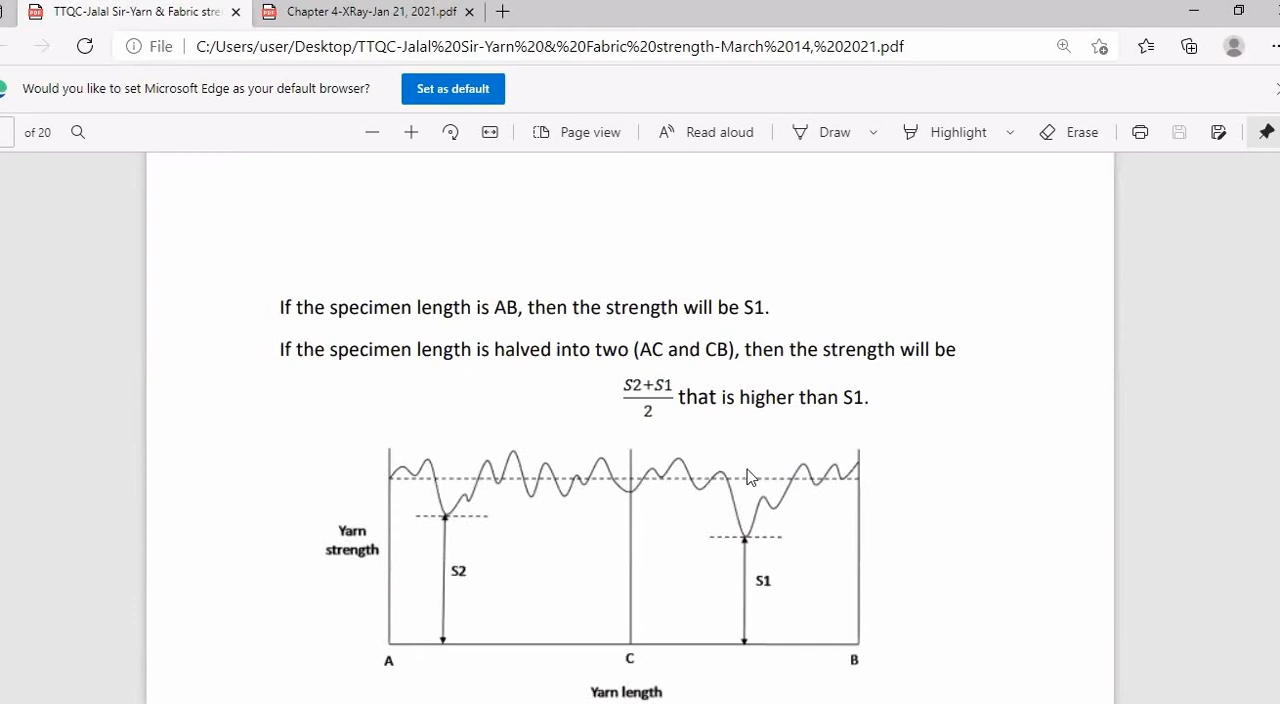 TTQC-Jalal Sir-Yarn & Fabric stre
Chapter 4-XRay-Jan 21, 2021.pdf
File
C:/Users/user/Desktop/TTQC-Jalal%20Sir-Yarn%20&%20Fabric%20strength-March%2014,%202021.pdf
Would you like to set Microsoft Edge as your default browser?
Set as default
of 20
Page view
Read aloud
Draw
Highlight
Erase
If the specimen length is AB, then the strength will be S1.
If the specimen length is halved into two (AC and CB), then the strength will be
S2+S1
2
that is higher than S1.
Yarn
strength
S2
S1
A
C
B
Yarn length